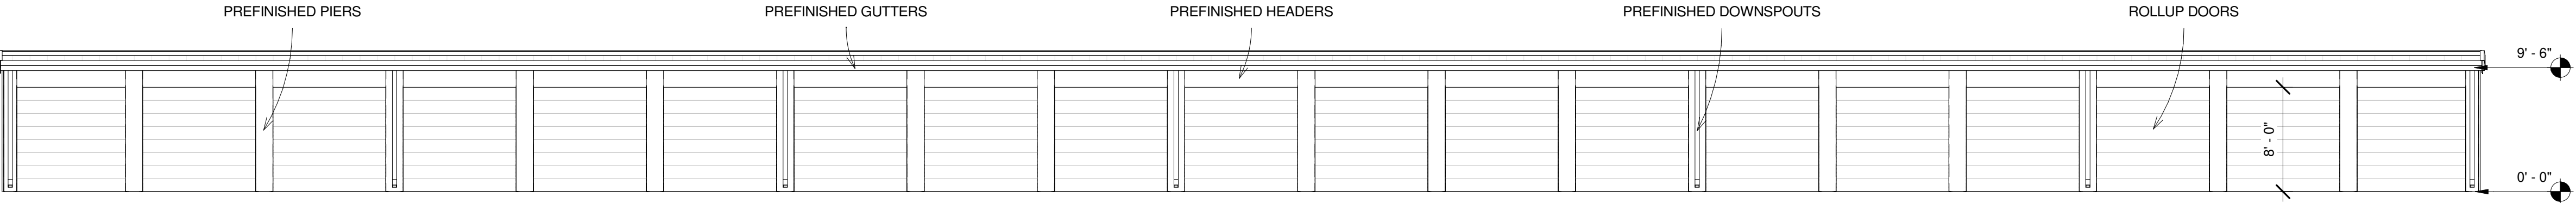 PREFINISHED PIERS
PREFINISHED GUTTERS
PREFINISHED HEADERS
PREFINISHED DOWNSPOUTS
ROLLUP DOORS
9' - 6"
8' - 0"
0' - 0"